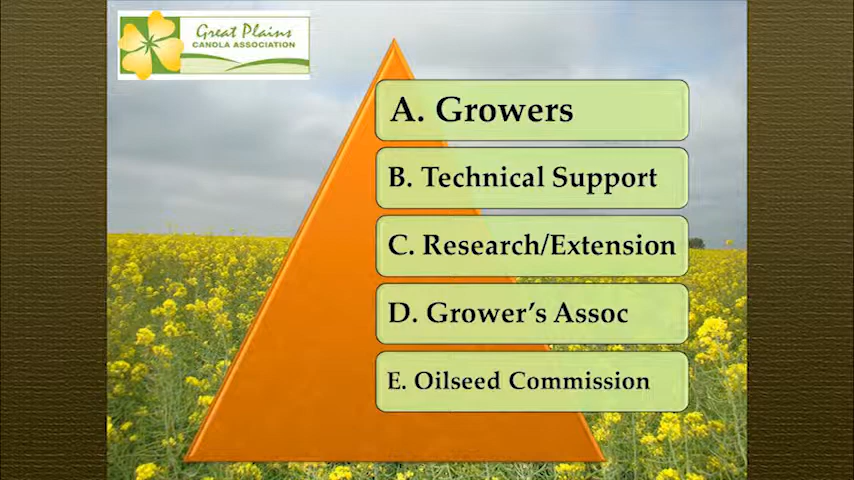 Great Plains
CANOLA ASSOCIATION
A. Growers
B. Technical Support
C. Research/Extension
D. Grower's Assoc
E. Oilseed Commission